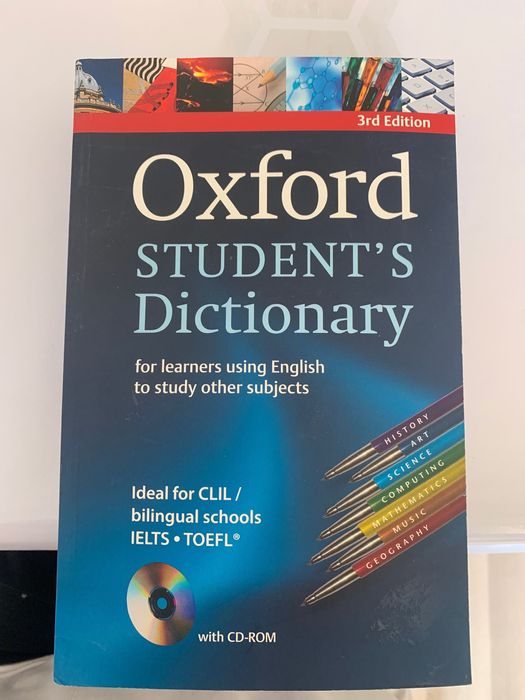 3rd Edition
Oxford
STUDENT'S
Dictionary
for learners using English
to study other subjects
HISTORY
ART
SCIENCE
COMPUTING
MATHEMATICS
MUSIC
GEOGRAPHY
Ideal for CLIL /
bilingual schools
IELTS • TOEFL®
with CD-ROM